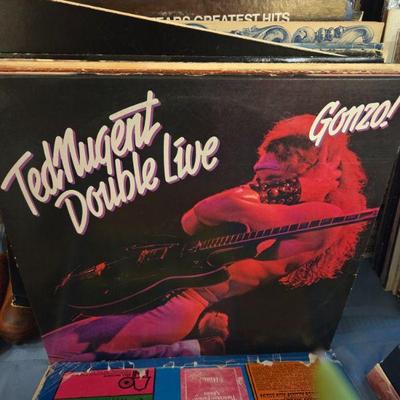 GREATEST HITS
Ted Nugent
Double Live
Gonzo!